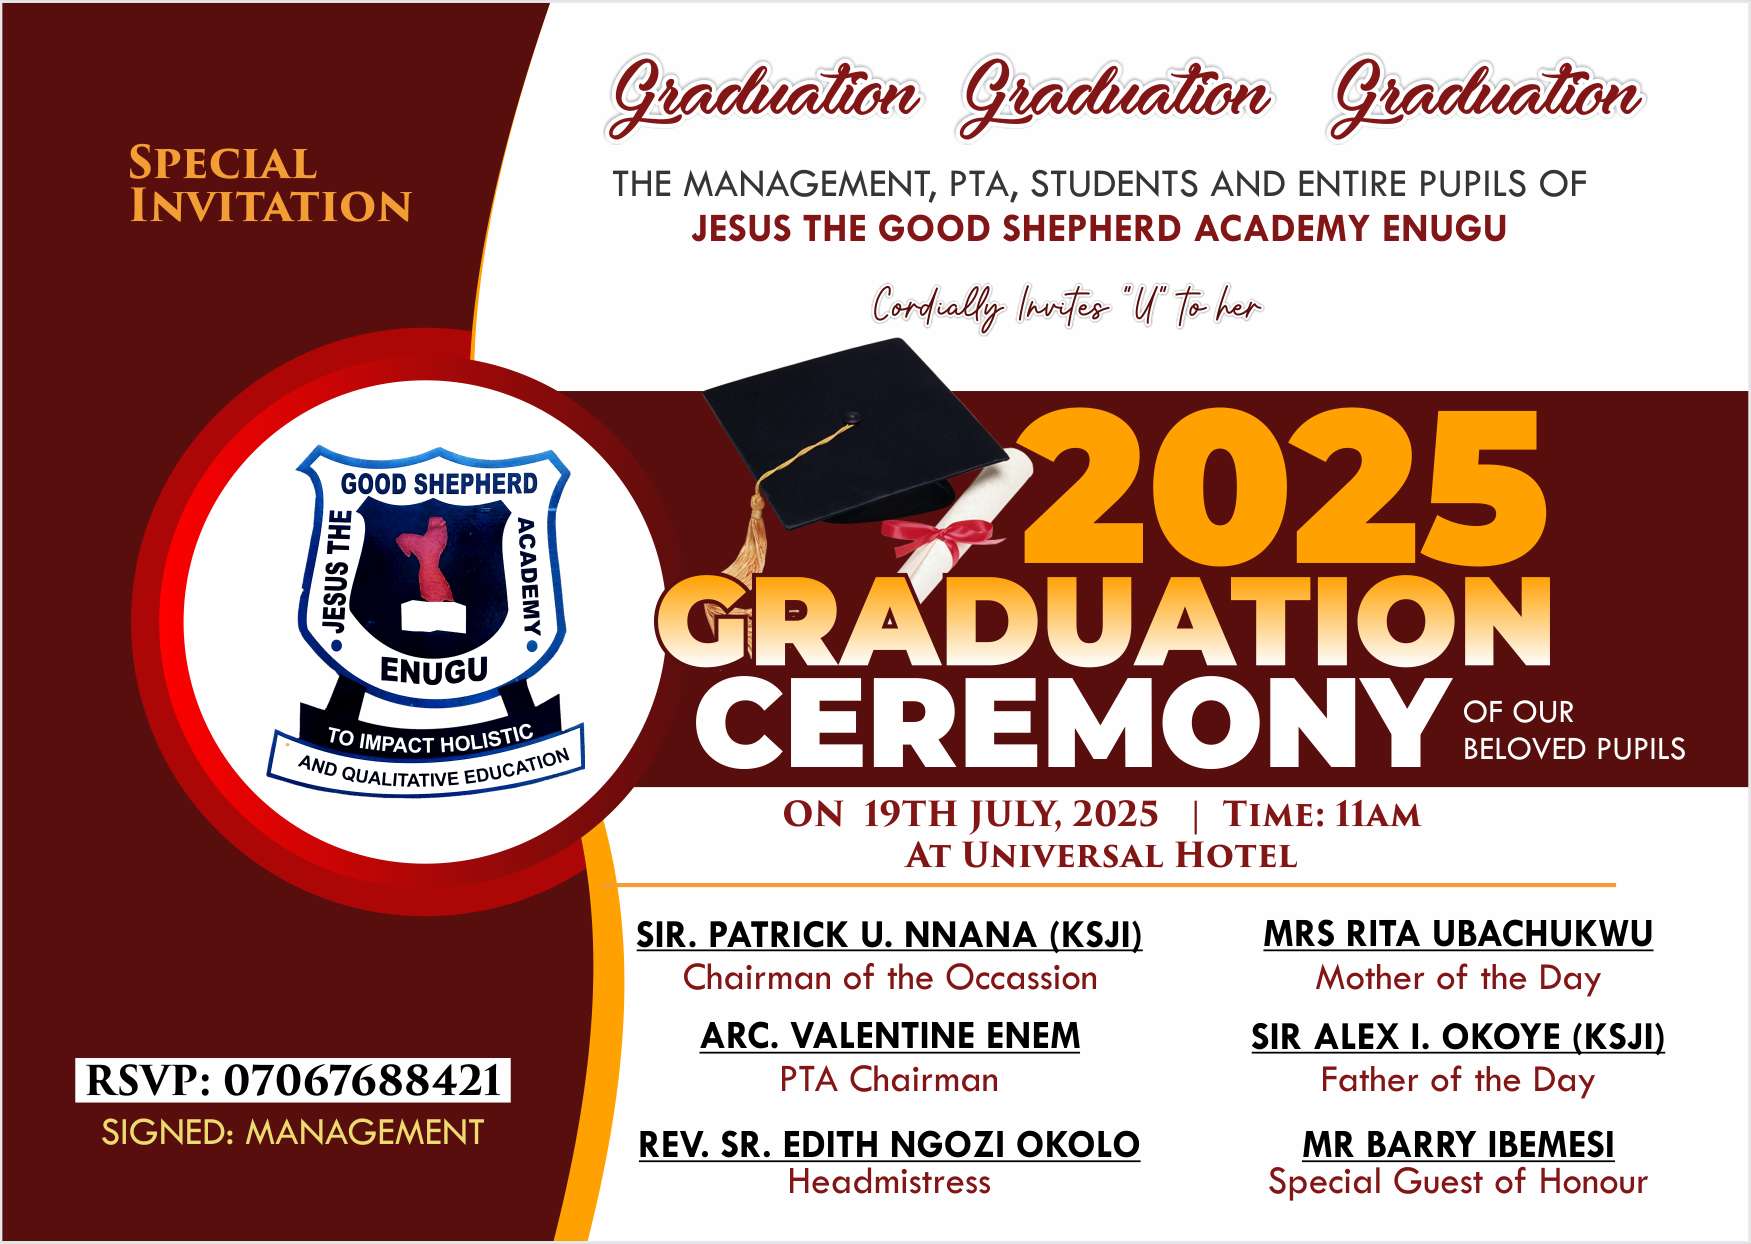 Graduation Graduation Graduation
SPECIAL
INVITATION
THE MANAGEMENT, PTA, STUDENTS AND ENTIRE PUPILS OF
JESUS THE GOOD SHEPHERD ACADEMY ENUGU
Cordially Invites "U" to her
2025
GRADUATION
CEREMONY
OF OUR
BELOVED PUPILS
JESUS THE
GOOD SHEPHERD
ACADEMY
ENUGU
TO IMPACT HOLISTIC
AND QUALITATIVE EDUCATION
ON 19TH JULY, 2025 | TIME: 11AM
AT UNIVERSAL HOTEL
SIR. PATRICK U. NNANA (KSJI)
Chairman of the Occassion
MRS RITA UBACHUKWU
Mother of the Day
ARC. VALENTINE ENEM
PTA Chairman
SIR ALEX I. OKOYE (KSJI)
Father of the Day
REV. SR. EDITH NGOZI OKOLO
Headmistress
MR BARRY IBEMESI
Special Guest of Honour
RSVP: 07067688421
SIGNED: MANAGEMENT